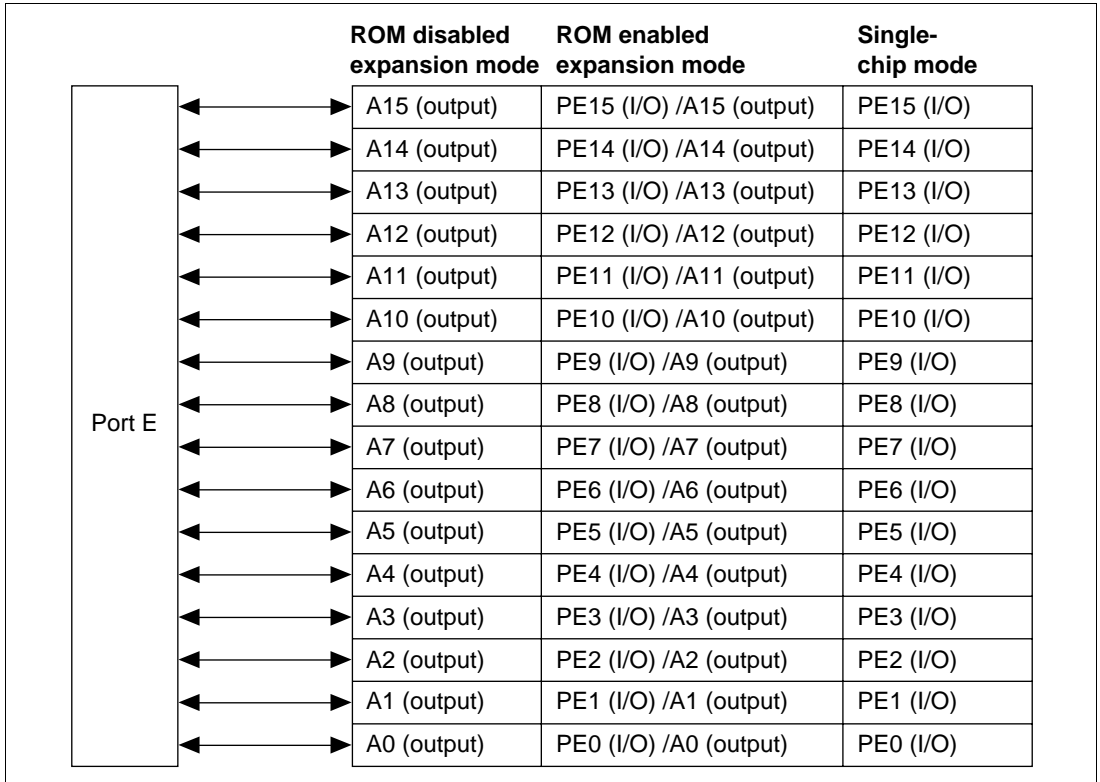 ROM disabled expansion mode ROM enabled expansion mode Single-chip mode
A15 (output) PE15 (I/O) /A15 (output) PE15 (I/O)
A14 (output) PE14 (I/O) /A14 (output) PE14 (I/O)
A13 (output) PE13 (I/O) /A13 (output) PE13 (I/O)
A12 (output) PE12 (I/O) /A12 (output) PE12 (I/O)
A11 (output) PE11 (I/O) /A11 (output) PE11 (I/O)
A10 (output) PE10 (I/O) /A10 (output) PE10 (I/O)
A9 (output) PE9 (I/O) /A9 (output) PE9 (I/O)
A8 (output) PE8 (I/O) /A8 (output) PE8 (I/O)
Port E
A7 (output) PE7 (I/O) /A7 (output) PE7 (I/O)
A6 (output) PE6 (I/O) /A6 (output) PE6 (I/O)
A5 (output) PE5 (I/O) /A5 (output) PE5 (I/O)
A4 (output) PE4 (I/O) /A4 (output) PE4 (I/O)
A3 (output) PE3 (I/O) /A3 (output) PE3 (I/O)
A2 (output) PE2 (I/O) /A2 (output) PE2 (I/O)
A1 (output) PE1 (I/O) /A1 (output) PE1 (I/O)
A0 (output) PE0 (I/O) /A0 (output) PE0 (I/O)